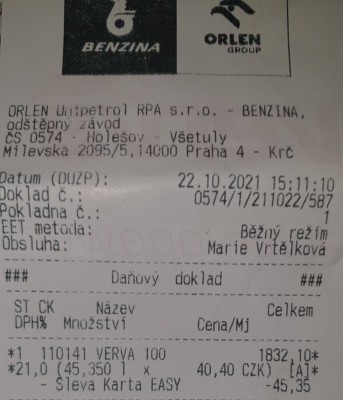 BENZINA
ORLEN
GROUP
ORLEN Unipetrol RPA s.r.o. - BENZINA,
odštěpný závod
ČS 0574 - Holešov - Všetuly
Milevská 2095/5,14000 Praha 4 - Krč
Datum (DUZP): 22.10.2021 15:11:10
Doklad č.: 0574/1/211022/587
Pokladna č.: 1
EET metoda: Běžný režim
Obsluha: Marie Vrtělková
### Daňový doklad ###
ST CK Název Celkem
DPH% Množství Cena/Mj
*1 110141 VERVA 100 1832,10*
*21,0 (45,350 l x 40,40 CZK) [A]*
- Sleva Karta EASY -45,35